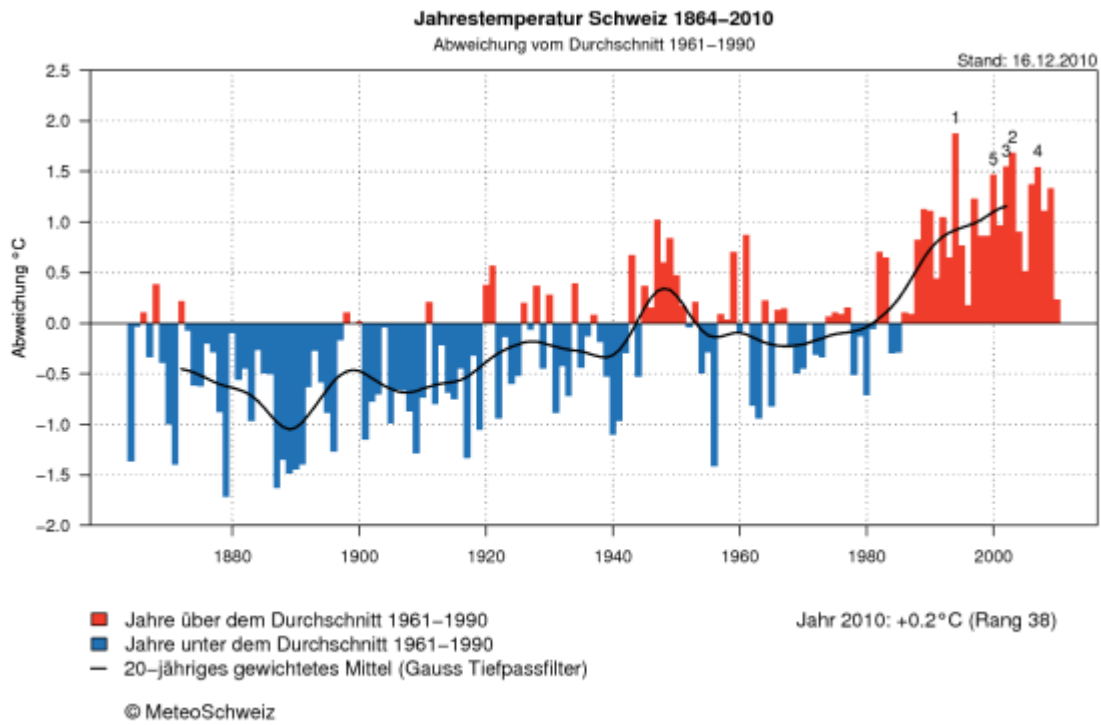 Jahrestemperatur Schweiz 1864–2010
Abweichung vom Durchschnitt 1961–1990
Stand: 16.12.2010
Abweichung °C
2.5
2.0
1.5
1.0
0.5
0.0
−0.5
−1.0
−1.5
−2.0
1
2
3
5
4
1880 1900 1920 1940 1960 1980 2000
Jahre über dem Durchschnitt 1961–1990
Jahre unter dem Durchschnitt 1961–1990
20–jähriges gewichtetes Mittel (Gauss Tiefpassfilter)
Jahr 2010: +0.2°C (Rang 38)
© MeteoSchweiz